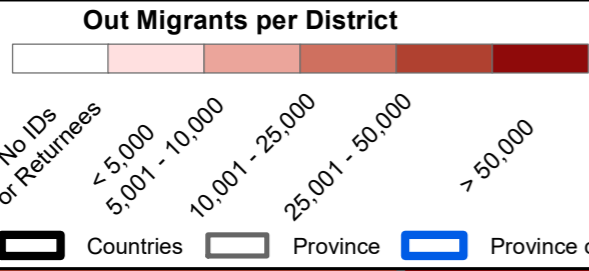 Out Migrants per District
No IDs
or Returnees
< 5,000
5,001 - 10,000
10,001 - 25,000
25,001 - 50,000
> 50,000
Countries
Province
Province